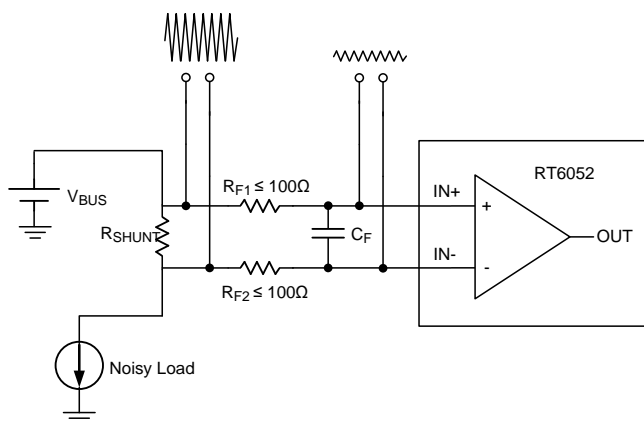 RT6052
R_F1 ≤ 100Ω
IN+
V_BUS
+
R_SHUNT
C_F
OUT
IN-
-
R_F2 ≤ 100Ω
Noisy Load